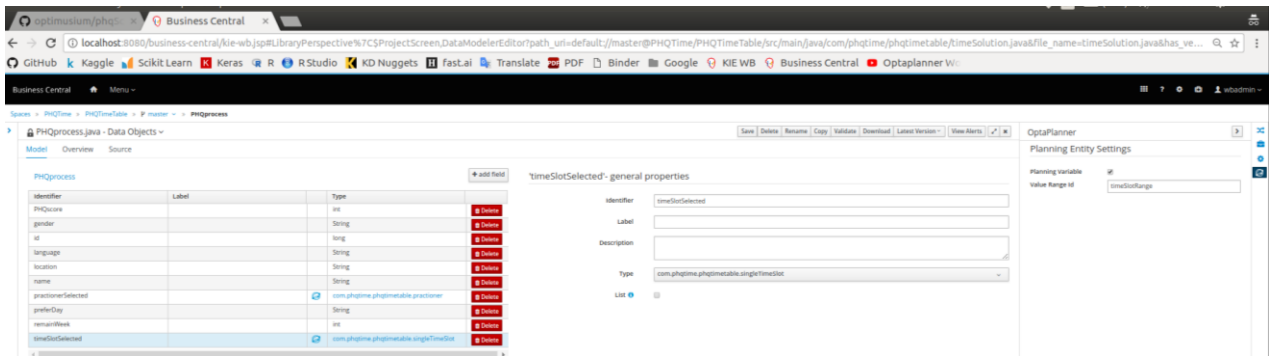 optimusium/phqS
Business Central
localhost:8080/business-central/kie-wb.jsp#LibraryPerspective%7C$ProjectScreen,DataModelerEditor?path_uri=default://master@PHQTime/PHQTimeTable/src/main/java/com/phqtime/phqtimetable/timeSolution.java&file_name=timeSolution.java&has_ve...
GitHub Kaggle ScikitLearn Keras R RStudio KD Nuggets fast.ai Translate PDF Binder Google KIE WB Business Central Optaplanner Wo
Business Central Menu wbadmin
Spaces » PHQTime » PHQTimeTable » master » PHQprocess
PHQprocess.java - Data Objects
Save Delete Rename Copy Validate Download Latest Version View Alerts
OptaPlanner
Model Overview Source
Planning Entity Settings
PHQprocess
+ add field
'timeSlotSelected'- general properties
Planning Variable
Value Range Id timeSlotRange
Identifier Label Type
PHQscore int Delete
gender String Delete
id long Delete
language String Delete
location String Delete
name String Delete
practionerSelected com.phqtime.phqtimetable.practioner Delete
preferDay String Delete
remainWeek int Delete
timeSlotSelected com.phqtime.phqtimetable.singleTimeSlot Delete
Identifier timeSlotSelected
Label
Description
Type com.phqtime.phqtimetable.singleTimeSlot
List